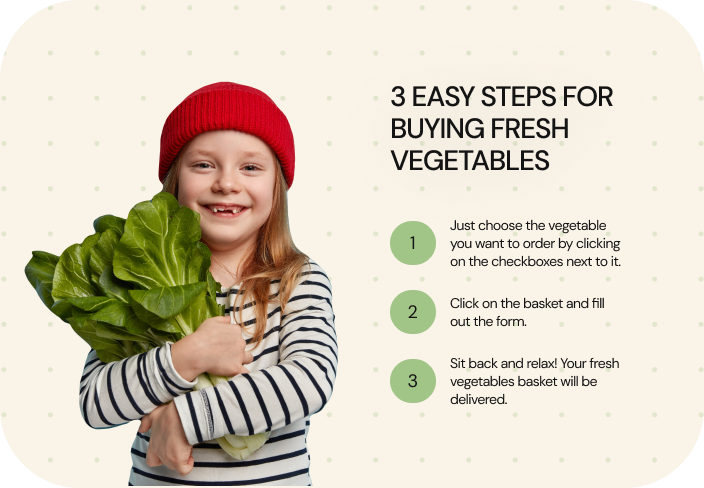 3 EASY STEPS FOR
BUYING FRESH
VEGETABLES
1
Just choose the vegetable
you want to order by clicking
on the checkboxes next to it.
2
Click on the basket and fill
out the form.
3
Sit back and relax! Your fresh
vegetables basket will be
delivered.